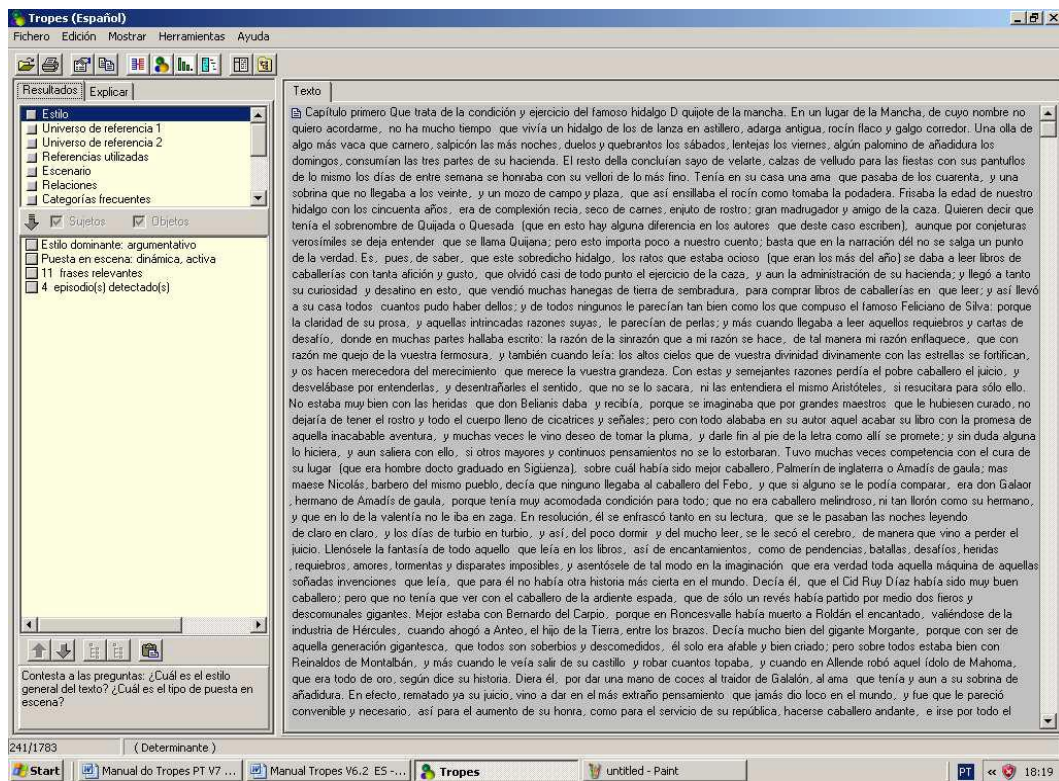 Tropes (Español)
Fichero Edición Mostrar Herramientas Ayuda
Resultados Explicar
Estilo
Universo de referencia 1
Universo de referencia 2
Referencias utilizadas
Escenario
Relaciones
Categorías frecuentes
Sujetos Objetos
Estilo dominante: argumentativo
Puesta en escena: dinámica, activa
11 frases relevantes
4 episodio(s) detectado(s)
Contesta a las preguntas: ¿Cuál es el estilo
general del texto? ¿Cuál es el tipo de puesta en
escena?
Texto
Capítulo primero Que trata de la condición y ejercicio del famoso hidalgo D quijote de la mancha. En un lugar de la Mancha, de cuyo nombre no
quiero acordarme, no ha mucho tiempo que vivía un hidalgo de los de lanza en astillero, adarga antigua, rocín flaco y galgo corredor. Una olla de
algo más vaca que carnero, salpicón las más noches, duelos y quebrantos los sábados, lentejas los viernes, algún palomino de añadidura los
domingos, consumían las tres partes de su hacienda. El resto della concluían sayo de velarte, calzas de velludo para las fiestas con sus pantuflos
de lo mismo los días de entre semana se honraba con su vellori de lo más fino. Tenía en su casa una ama que pasaba de los cuarenta, y una
sobrina que no llegaba a los veinte, y un mozo de campo y plaza, que así ensillaba el rocín como tomaba la podadera. Frisaba la edad de nuestro
hidalgo con los cincuenta años, era de complexión recia, seco de carnes, enjuto de rostro; gran madrugador y amigo de la caza. Quieren decir que
tenía el sobrenombre de Quijada o Quesada (que en esto hay alguna diferencia en los autores que deste caso escriben), aunque por conjeturas
verosímiles se deja entender que se llama Quijana; pero esto importa poco a nuestro cuento; basta que en la narración dél no se salga un punto
de la verdad. Es, pues, de saber, que este sobredicho hidalgo, los ratos que estaba ocioso (que eran los más del año) se daba a leer libros de
caballerías con tanta afición y gusto, que olvidó casi de todo punto el ejercicio de la caza, y aun la administración de su hacienda; y llegó a tanto
su curiosidad y desatino en esto, que vendió muchas hanegas de tierra de sembradura, para comprar libros de caballerías en que leer; y así llevó
a su casa todos cuantos pudo haber dellos; y de todos ningunos le parecían tan bien como los que compuso el famoso Feliciano de Silva: porque
la claridad de su prosa, y aquellas intrincadas razones suyas, le parecían de perlas; y más cuando llegaba a leer aquellos requiebros y cartas de
desafío, donde en muchas partes hallaba escrito: la razón de la sinrazón que a mi razón se hace, de tal manera mi razón enflaquece, que con
razón me quejo de la vuestra fermosura, y también cuando leía: los altos cielos que de vuestra divinidad divinamente con las estrellas se fortifican,
y os hacen merecedora del merecimiento que merece la vuestra grandeza. Con estas y semejantes razones perdía el pobre caballero el juicio, y
desvelábase por entenderlas, y desentrañarles el sentido, que no se lo sacara, ni las entendiera el mismo Aristóteles, si resucitara para sólo ello.
No estaba muy bien con las heridas que don Belianis daba y recibía, porque se imaginaba que por grandes maestros que le hubiesen curado, no
dejaría de tener el rostro y todo el cuerpo lleno de cicatrices y señales; pero con todo alababa en su autor aquel acabar su libro con la promesa de
aquella inacabable aventura, y muchas veces le vino deseo de tomar la pluma, y darle fin al pie de la letra como allí se promete; y sin duda alguna
lo hiciera, y aun saliera con ello, si otros mayores y continuos pensamientos no se lo estorbaran. Tuvo muchas veces competencia con el cura de
su lugar (que era hombre docto graduado en Sigüenza), sobre cuál había sido mejor caballero, Palmerín de inglaterra o Amadís de gaula; mas
maese Nicolás, barbero del mismo pueblo, decía que ninguno llegaba al caballero del Febo, y que si alguno se le podía comparar, era don Galaor
, hermano de Amadís de gaula, porque tenía muy acomodada condición para todo; que no era caballero melindroso, ni tan llorón como su hermano,
y que en lo de la valentía no le iba en zaga. En resolución, él se enfrascó tanto en su lectura, que se le pasaban las noches leyendo
de claro en claro, y los días de turbio en turbio, y así, del poco dormir y del mucho leer, se le secó el cerebro, de manera que vino a perder el
juicio. Llenósele la fantasía de todo aquello que leía en los libros, así de encantamientos, como de pendencias, batallas, desafíos, heridas
, requiebros, amores, tormentas y disparates imposibles, y asentósele de tal modo en la imaginación que era verdad toda aquella máquina de aquellas
soñadas invenciones que leía, que para él no había otra historia más cierta en el mundo. Decía él, que el Cid Ruy Díaz había sido muy buen
caballero; pero que no tenía que ver con el caballero de la ardiente espada, que de sólo un revés había partido por medio dos fieros y
descomunales gigantes. Mejor estaba con Bernardo del Carpio, porque en Roncesvalle había muerto a Roldán el encantado, valiéndose de la
industria de Hércules, cuando ahogó a Anteo, el hijo de la Tierra, entre los brazos. Decía mucho bien del gigante Morgante, porque con ser de
aquella generación gigantesca, que todos son soberbios y descomedidos, él solo era afable y bien criado; pero sobre todos estaba bien con
Reinaldos de Montalbán, y más cuando le veía salir de su castillo y robar cuantos topaba, y cuando en Allende robó aquel ídolo de Mahoma,
que era todo de oro, según dice su historia. Diera él, por dar una mano de coces al traidor de Galalón, al ama que tenía y aun a su sobrina de
añadidura. En efecto, rematado ya su juicio, vino a dar en el más extraño pensamiento que jamás dio loco en el mundo, y fue que le pareció
convenible y necesario, así para el aumento de su honra, como para el servicio de su república, hacerse caballero andante, e irse por todo el
241/1783 ( Determinante )
Start Manual do Tropes PT V7 ... Manual Tropes V6.2 ES -... Tropes untitled - Paint PT 18:19